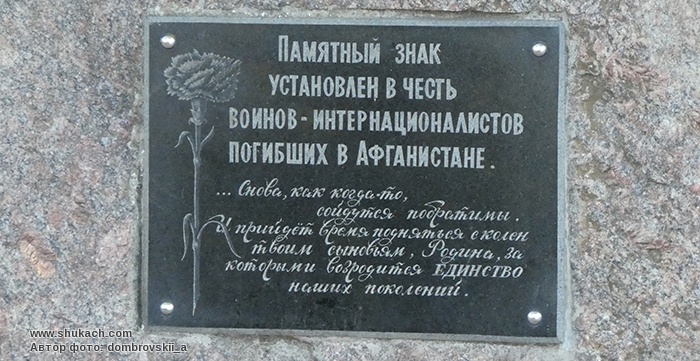 Памятный знак
установлен в честь
воинов - интернационалистов
погибших в Афганистане.
... Снова, как когда-то,
сойдутся побратимы.
И прийдёт время подняться с колен
твоим сыновьям, Родина, за
которыми возродится ЕДИНСТВО
наших поколений.
www.shukach.com
Автор фото: dombrovskii_a